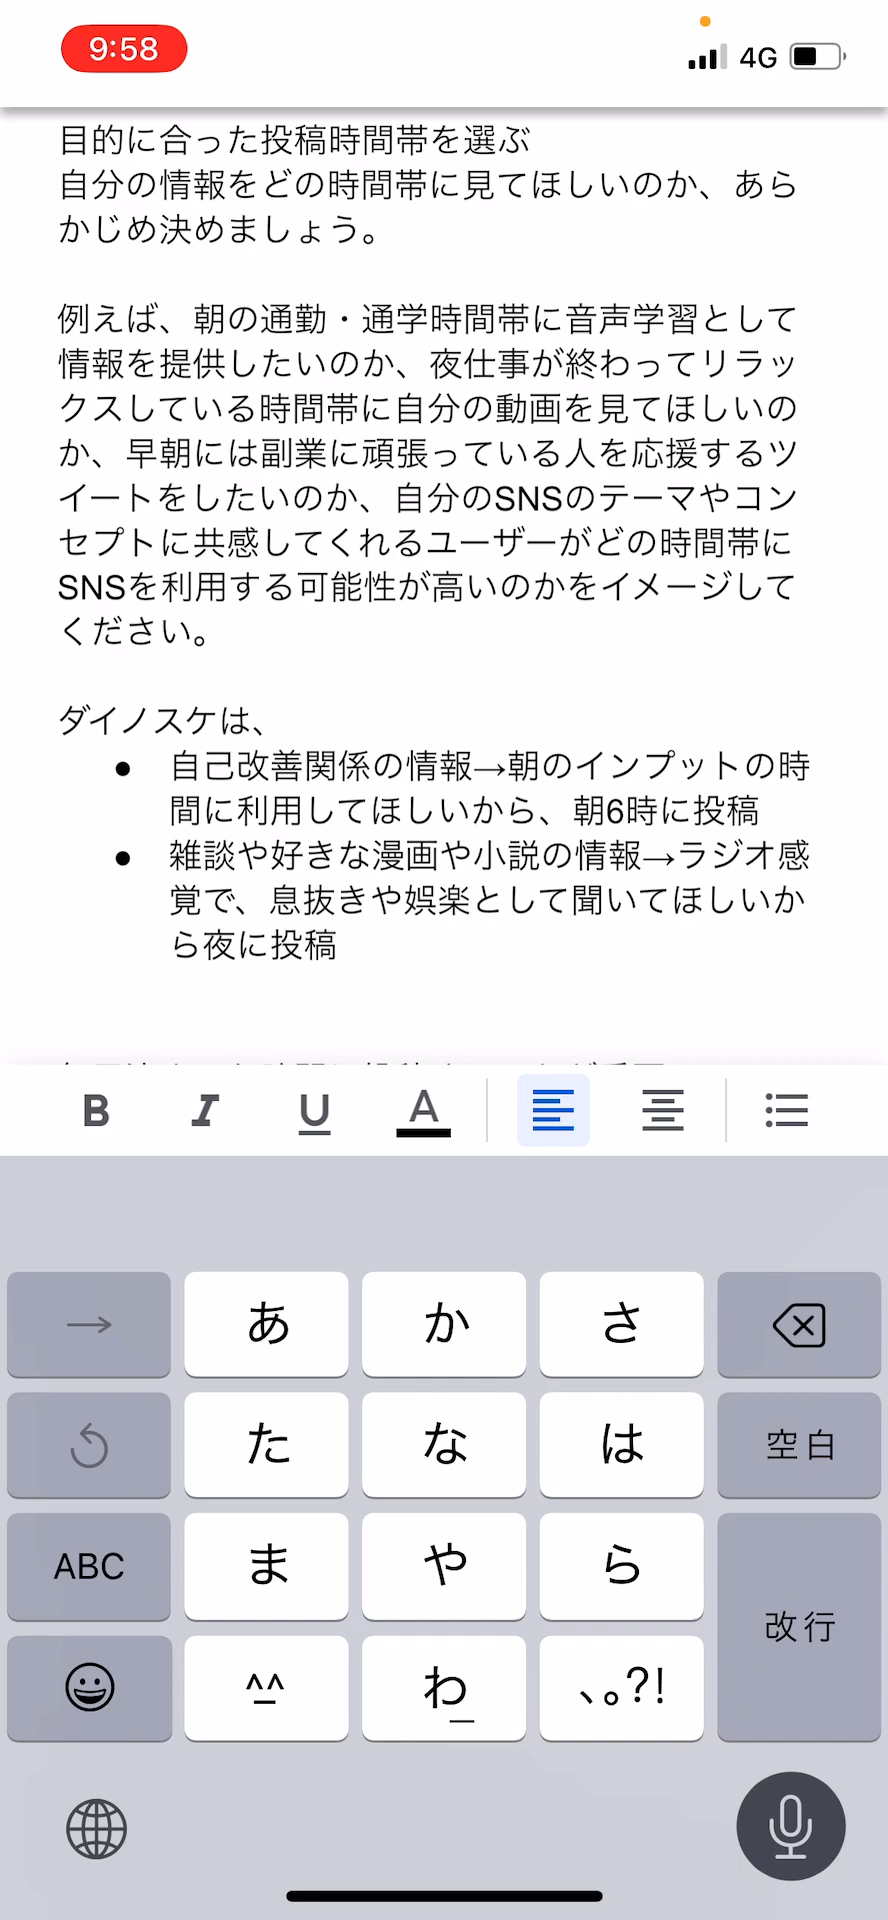 9:58
4G
目的に合った投稿時間帯を選ぶ
自分の情報をどの時間帯に見てほしいのか、あら
かじめ決めましょう。
例えば、朝の通勤・通学時間帯に音声学習として
情報を提供したいのか、夜仕事が終わってリラッ
クスしている時間帯に自分の動画を見てほしいの
か、早朝には副業に頑張っている人を応援するツ
イートをしたいのか、自分のSNSのテーマやコン
セプトに共感してくれるユーザーがどの時間帯に
SNSを利用する可能性が高いのかをイメージして
ください。
ダイノスケは、
● 自己改善関係の情報→朝のインプットの時
間に利用してほしいから、朝6時に投稿
● 雑談や好きな漫画や小説の情報→ラジオ感
覚で、息抜きや娯楽として聞いてほしいか
ら夜に投稿
B I U A
→ あ か さ
た な は 空白
ABC ま や ら
改行
^_^ わ_ 、。?!